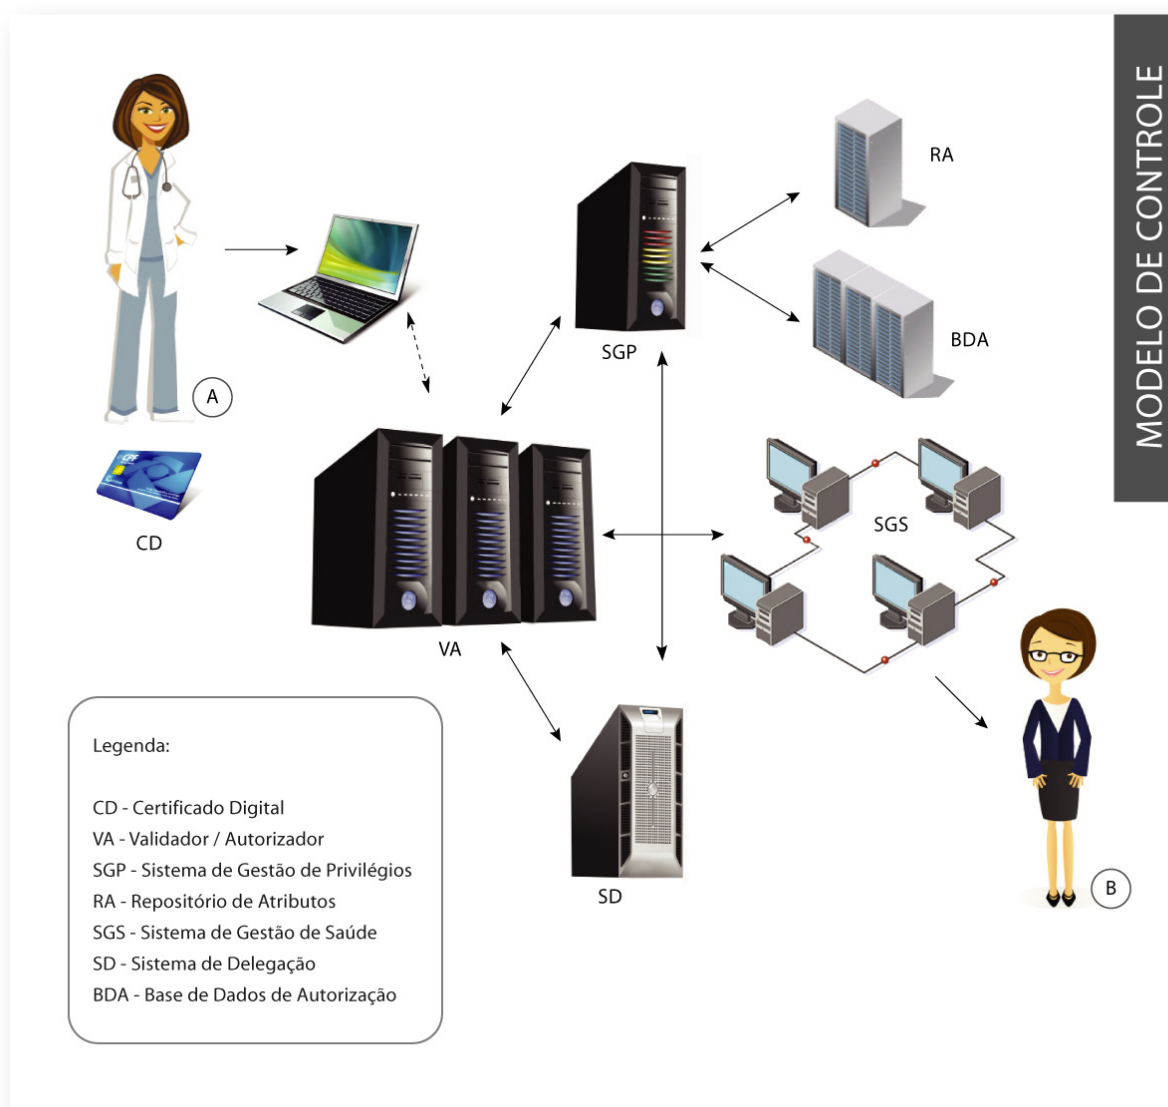 MODELO DE CONTROLE
RA
BDA
SGP
A
CPF
CD
SGS
VA
B
SD
Legenda:
CD - Certificado Digital
VA - Validador / Autorizador
SGP - Sistema de Gestão de Privilégios
RA - Repositório de Atributos
SGS - Sistema de Gestão de Saúde
SD - Sistema de Delegação
BDA - Base de Dados de Autorização